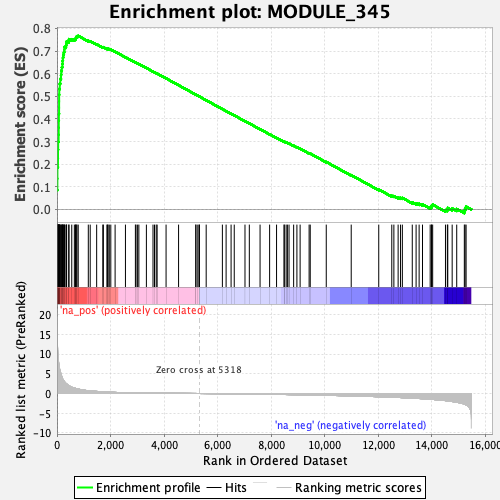 Enrichment plot: MODULE_345
Enrichment score (ES)
0.8
0.7
0.6
0.5
0.4
0.3
0.2
0.1
0.0
'na_pos' (positively correlated)
Ranked list metric (PreRanked)
20
15
10
5
0
-5
-10
Zero cross at 5318
'na_neg' (negatively correlated)
0 2,000 4,000 6,000 8,000 10,000 12,000 14,000 16,000
Rank in Ordered Dataset
Enrichment profile Hits Ranking metric scores